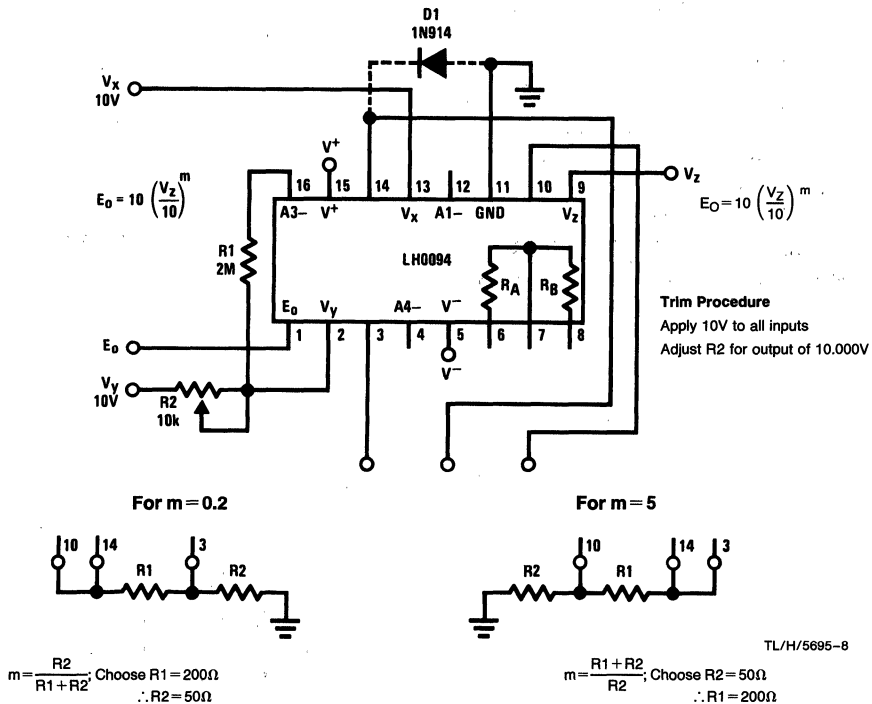 D1
1N914
Vx
10V
V+
16 15 14 13 12 11 10 9
Vz
Eo = 10 (Vz/10)^m
A3– V+ Vx A1– GND Vz
EO = 10 (VZ/10)^m
R1
2M
LH0094
RA RB
Eo Vy A4– V–
1 2 3 4 5 6 7 8
Trim Procedure
Apply 10V to all inputs
Adjust R2 for output of 10.000V
Eo
V–
Vy
10V
R2
10k
For m = 0.2
For m = 5
10 14 3
R1 R2
10 14 3
R2 R1
TL/H/5695–8
m = R2/(R1 + R2); Choose R1 = 200Ω
∴ R2 = 50Ω
m = (R1 + R2)/R2; Choose R2 = 50Ω
∴ R1 = 200Ω